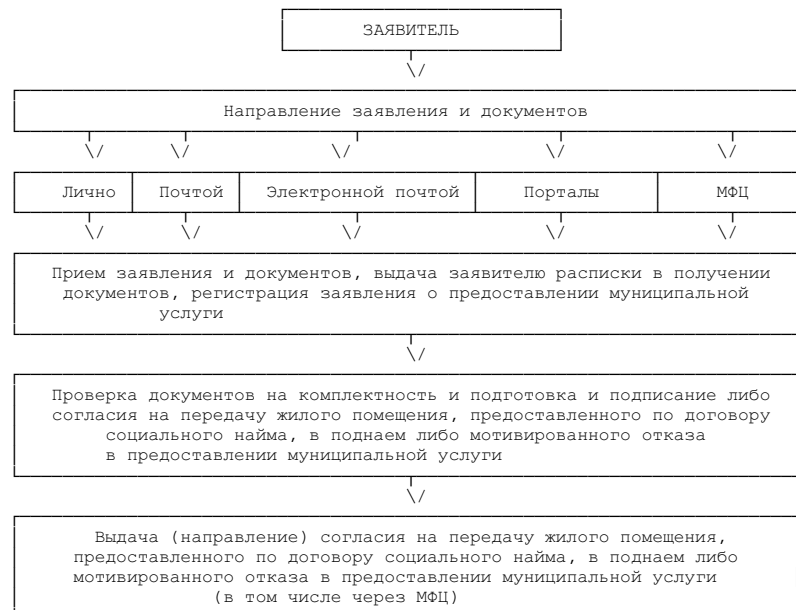 ЗАЯВИТЕЛЬ
\/
Направление заявления и документов
\/ \/ \/ \/ \/
Лично Почтой Электронной почтой Порталы МФЦ
\/ \/ \/ \/ \/
Прием заявления и документов, выдача заявителю расписки в получении
документов, регистрация заявления о предоставлении муниципальной
услуги
\/
Проверка документов на комплектность и подготовка и подписание либо
согласия на передачу жилого помещения, предоставленного по договору
социального найма, в поднаем либо мотивированного отказа
в предоставлении муниципальной услуги
\/
Выдача (направление) согласия на передачу жилого помещения,
предоставленного по договору социального найма, в поднаем либо
мотивированного отказа в предоставлении муниципальной услуги
(в том числе через МФЦ)